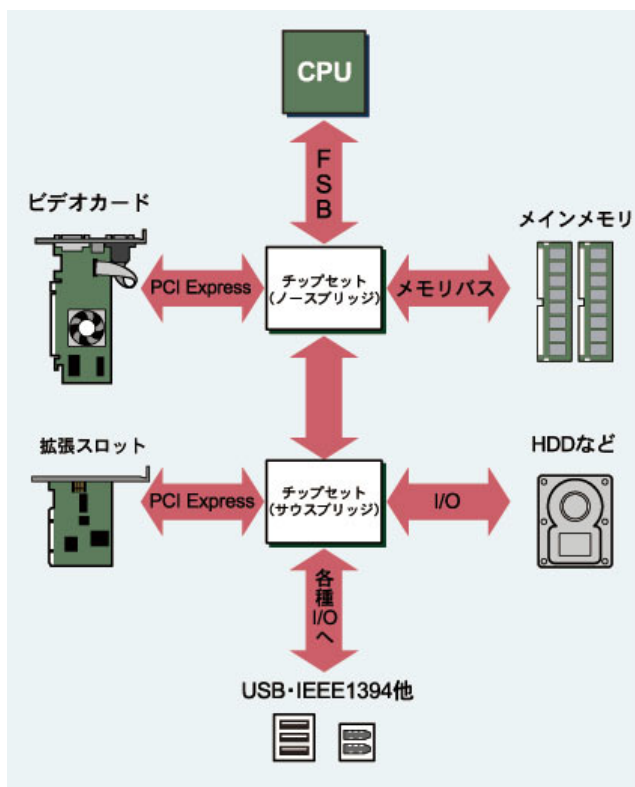 CPU
FSB
ビデオカード
メインメモリ
PCI Express
チップセット
(ノースブリッジ)
メモリバス
拡張スロット
HDDなど
PCI Express
チップセット
(サウスブリッジ)
I/O
各種I/Oへ
USB・IEEE1394他